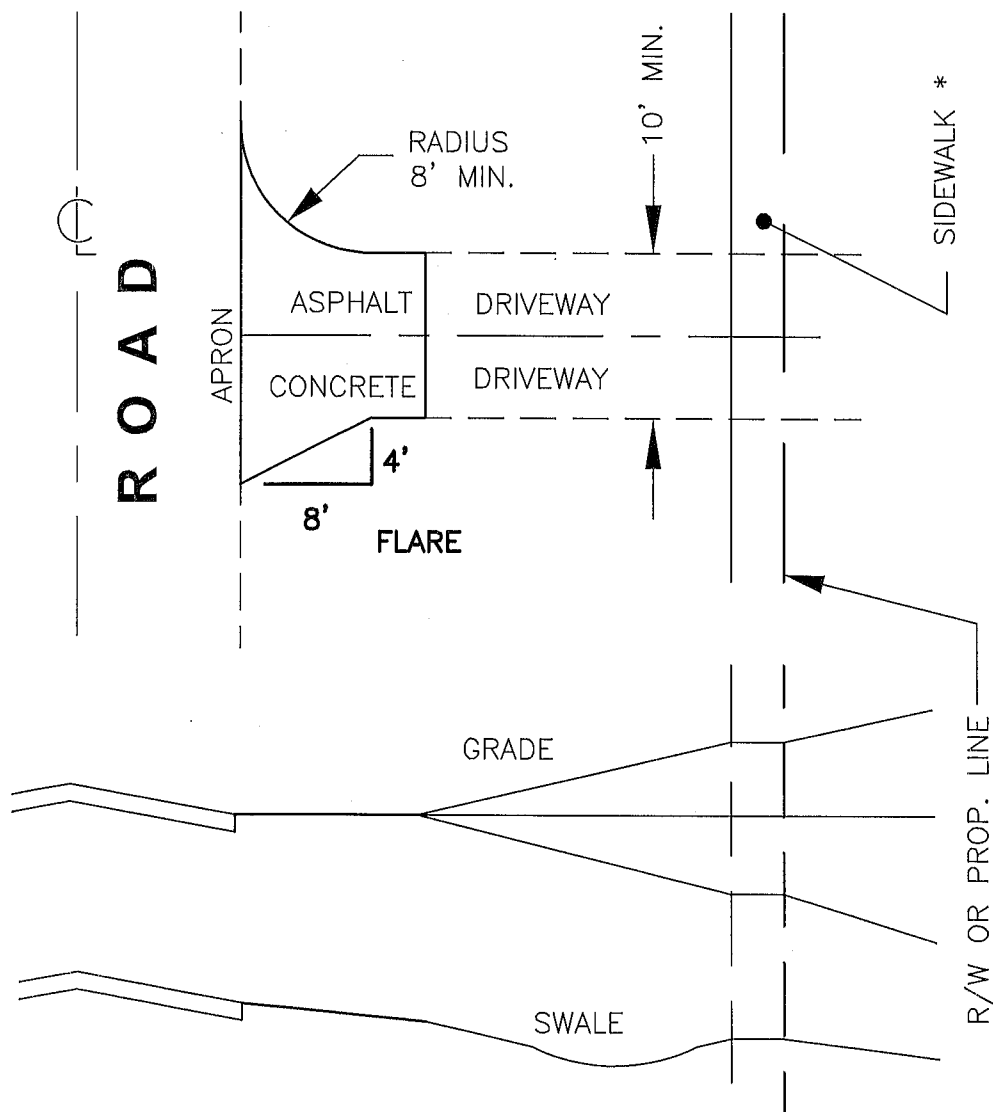 RADIUS
8' MIN.
10' MIN.
SIDEWALK *
℄
ROAD
APRON
ASPHALT
DRIVEWAY
CONCRETE
DRIVEWAY
4'
8'
FLARE
GRADE
R/W OR PROP. LINE
SWALE